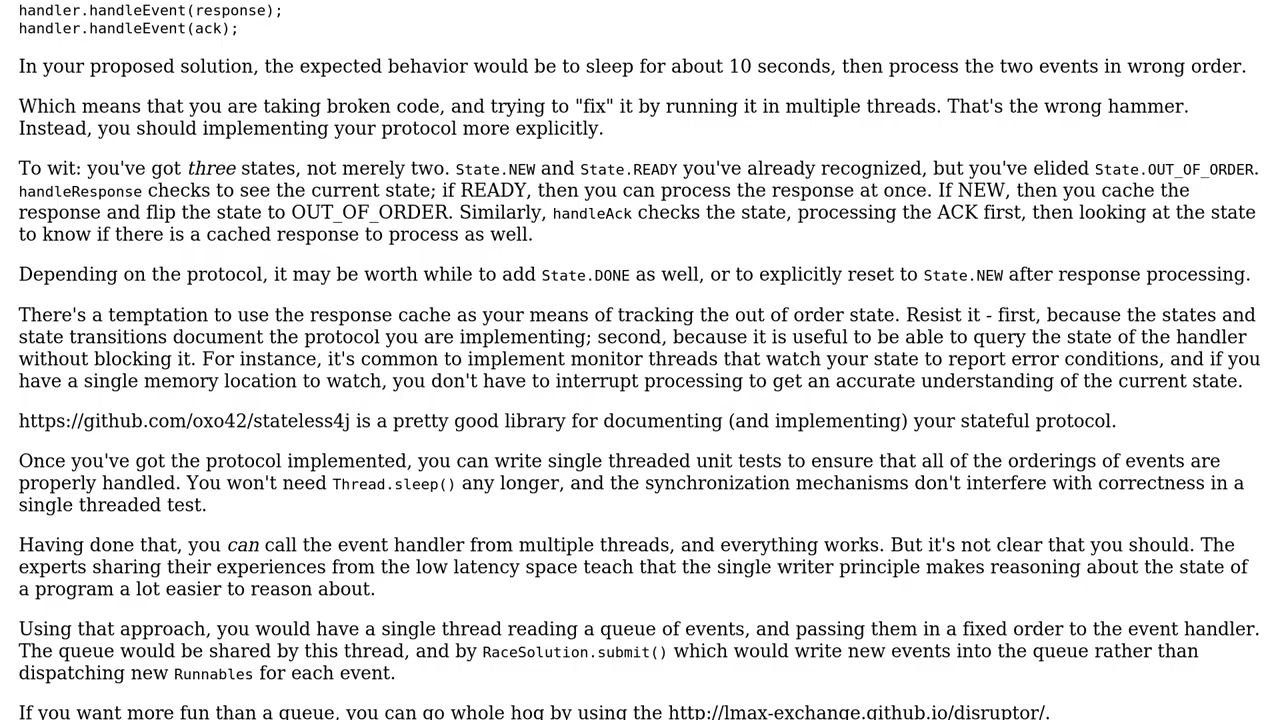 handler.handleEvent(response);
handler.handleEvent(ack);
In your proposed solution, the expected behavior would be to sleep for about 10 seconds, then process the two events in wrong order.
Which means that you are taking broken code, and trying to "fix" it by running it in multiple threads. That's the wrong hammer.
Instead, you should implementing your protocol more explicitly.
To wit: you've got three states, not merely two. State.NEW and State.READY you've already recognized, but you've elided State.OUT_OF_ORDER.
handleResponse checks to see the current state; if READY, then you can process the response at once. If NEW, then you cache the
response and flip the state to OUT_OF_ORDER. Similarly, handleAck checks the state, processing the ACK first, then looking at the state
to know if there is a cached response to process as well.
Depending on the protocol, it may be worth while to add State.DONE as well, or to explicitly reset to State.NEW after response processing.
There's a temptation to use the response cache as your means of tracking the out of order state. Resist it - first, because the states and
state transitions document the protocol you are implementing; second, because it is useful to be able to query the state of the handler
without blocking it. For instance, it's common to implement monitor threads that watch your state to report error conditions, and if you
have a single memory location to watch, you don't have to interrupt processing to get an accurate understanding of the current state.
https://github.com/oxo42/stateless4j is a pretty good library for documenting (and implementing) your stateful protocol.
Once you've got the protocol implemented, you can write single threaded unit tests to ensure that all of the orderings of events are
properly handled. You won't need Thread.sleep() any longer, and the synchronization mechanisms don't interfere with correctness in a
single threaded test.
Having done that, you can call the event handler from multiple threads, and everything works. But it's not clear that you should. The
experts sharing their experiences from the low latency space teach that the single writer principle makes reasoning about the state of
a program a lot easier to reason about.
Using that approach, you would have a single thread reading a queue of events, and passing them in a fixed order to the event handler.
The queue would be shared by this thread, and by RaceSolution.submit() which would write new events into the queue rather than
dispatching new Runnables for each event.
If you want more fun than a queue, you can go whole hog by using the http://lmax-exchange.github.io/disruptor/.